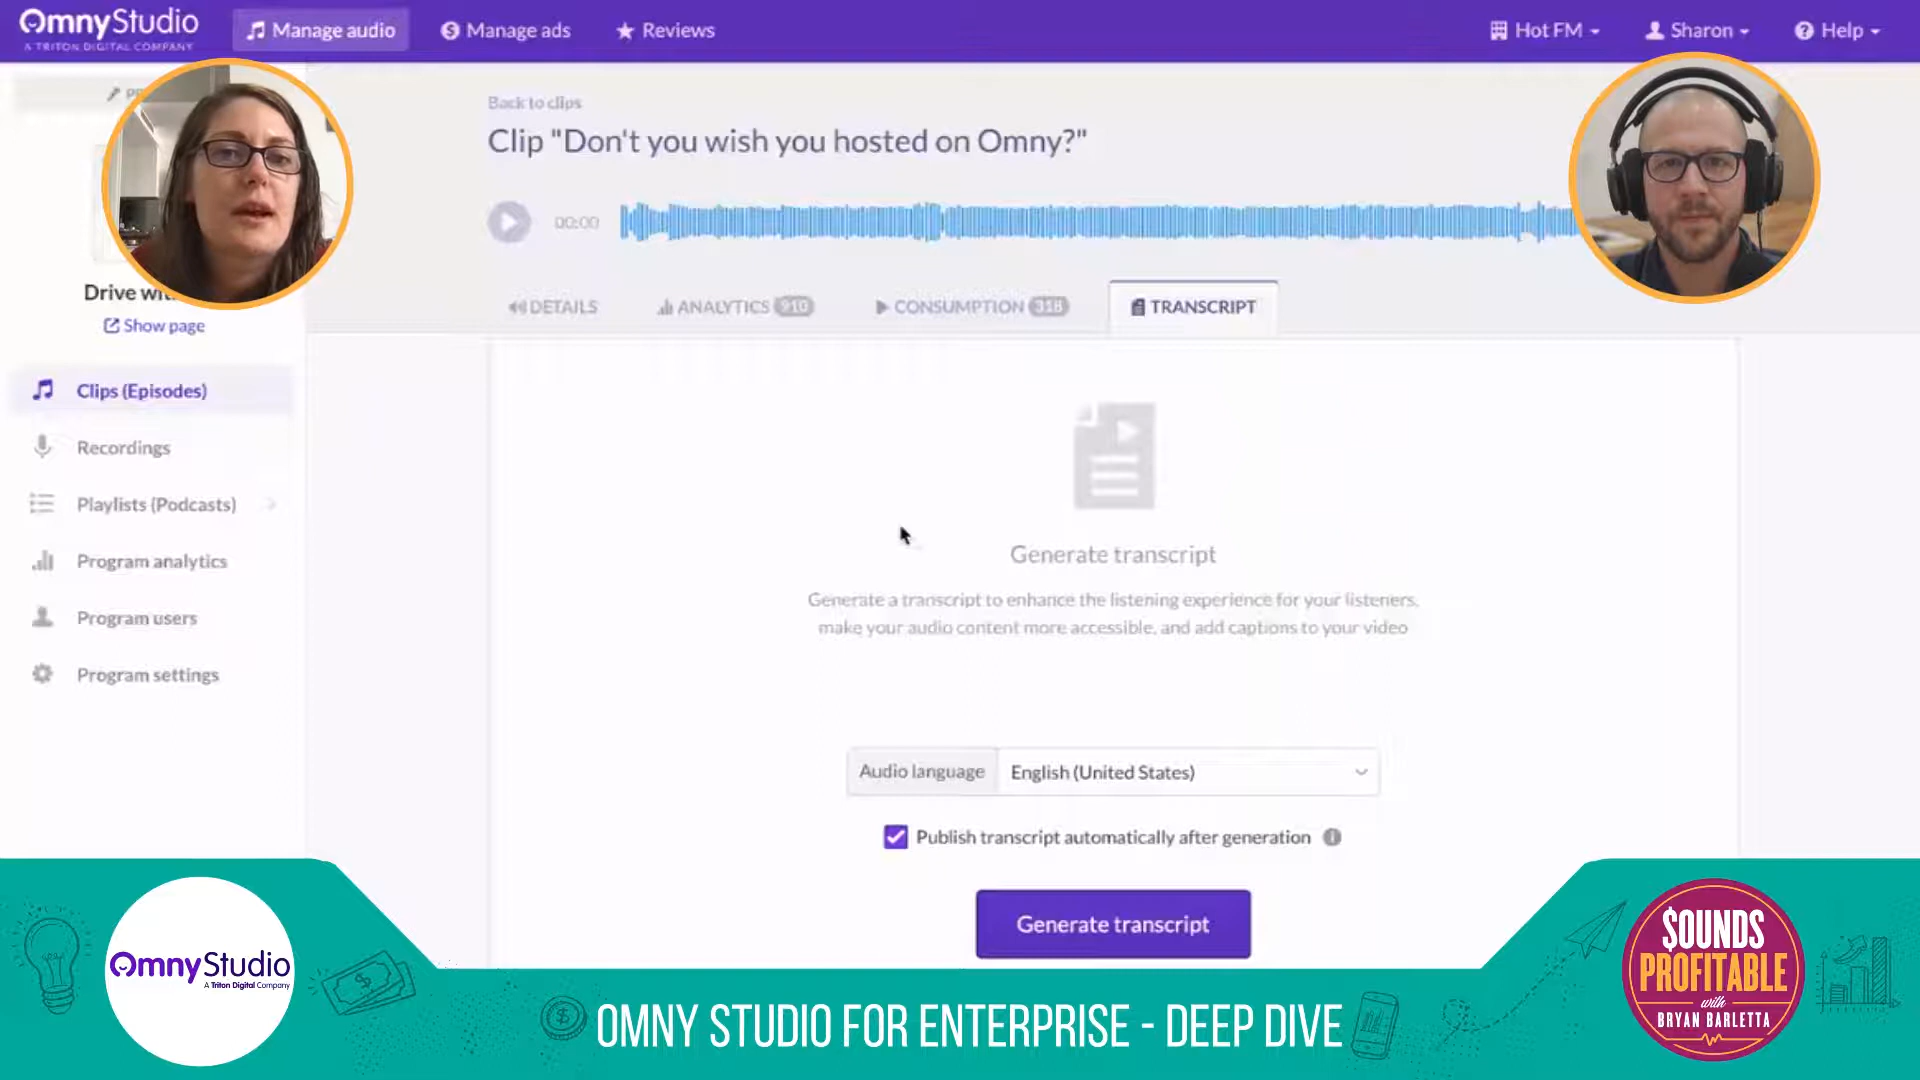 OmnyStudio
A TRITON DIGITAL COMPANY
Manage audio
Manage ads
Reviews
Hot FM
Sharon
Help
Back to clips
Clip "Don't you wish you hosted on Omny?"
00:00
Drive
Show page
DETAILS
ANALYTICS 910
CONSUMPTION 318
TRANSCRIPT
Clips (Episodes)
Recordings
Playlists (Podcasts)
Program analytics
Program users
Program settings
Generate transcript
Generate a transcript to enhance the listening experience for your listeners,
make your audio content more accessible, and add captions to your video
Audio language
English (United States)
Publish transcript automatically after generation
Generate transcript
OmnyStudio
A Triton Digital Company
OMNY STUDIO FOR ENTERPRISE - DEEP DIVE
$OUNDS
PROFITABLE
with
BRYAN BARLETTA